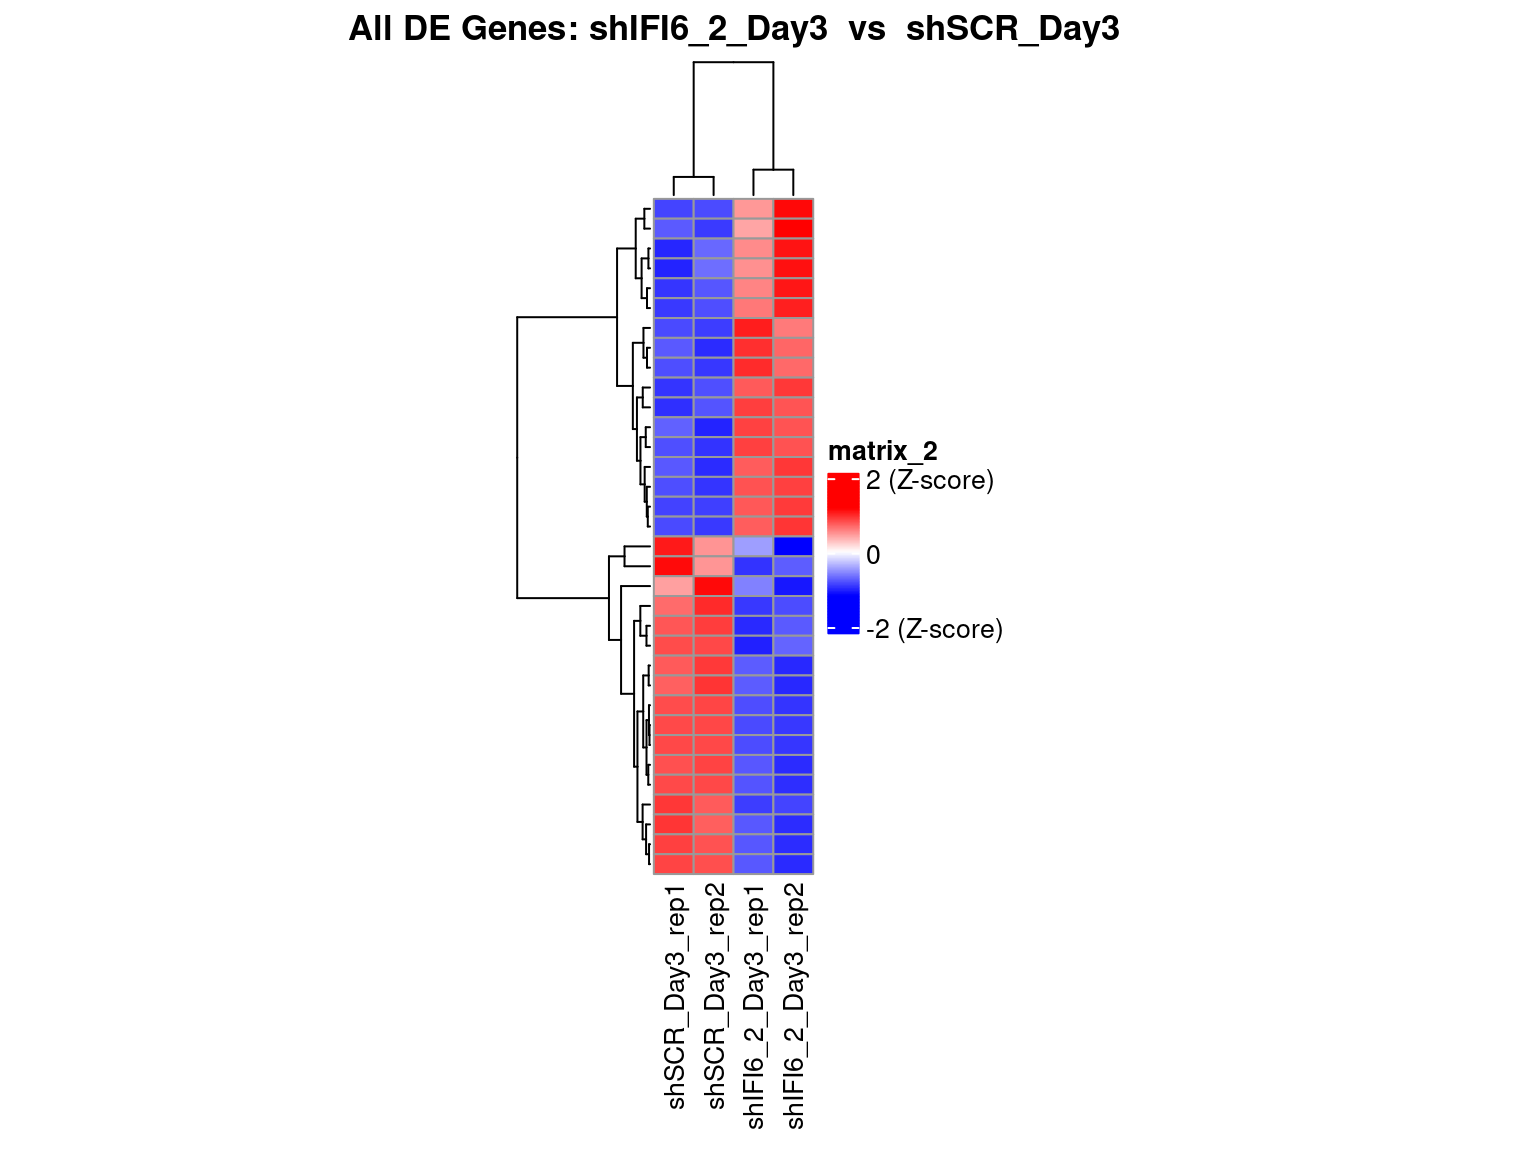 All DE Genes: shIFI6_2_Day3  vs  shSCR_Day3
matrix_2
2 (Z-score)
0
-2 (Z-score)
shSCR_Day3_rep1
shSCR_Day3_rep2
shIFI6_2_Day3_rep1
shIFI6_2_Day3_rep2